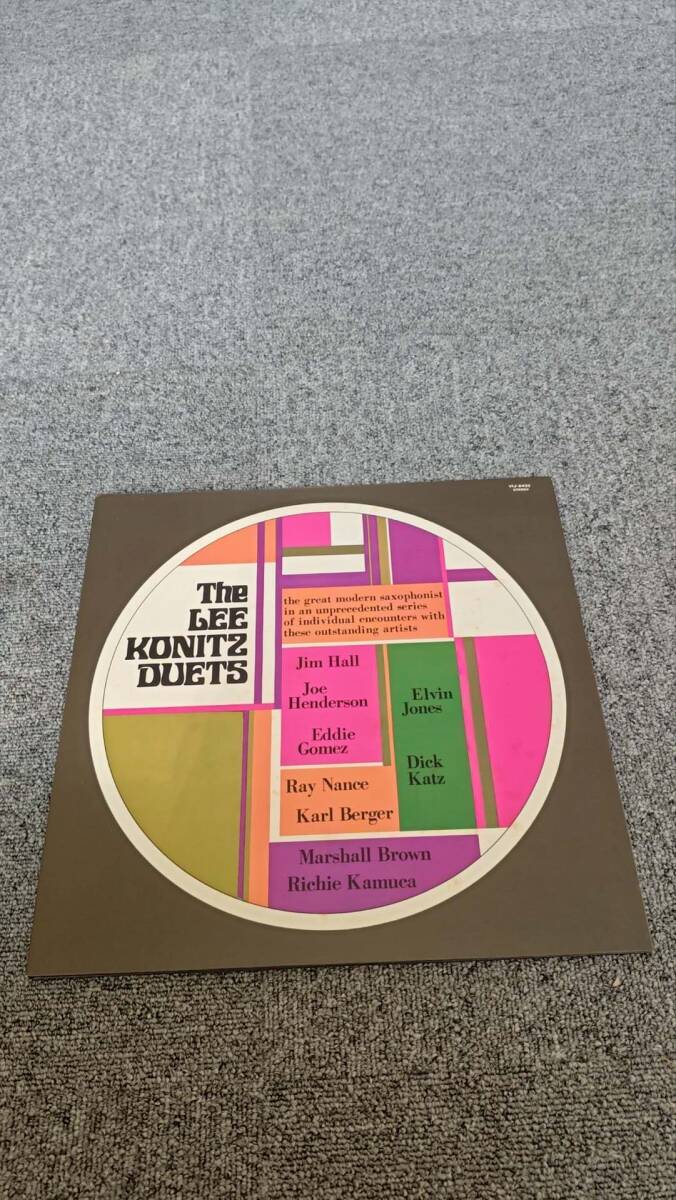 The
LEE
KONITZ
DUETS
the great modern saxophonist
in an unprecedented series
of individual encounters with
these outstanding artists
Jim Hall
Joe
Henderson
Eddie
Gomez
Elvin
Jones
Dick
Katz
Ray Nance
Karl Berger
Marshall Brown
Richie Kamuca